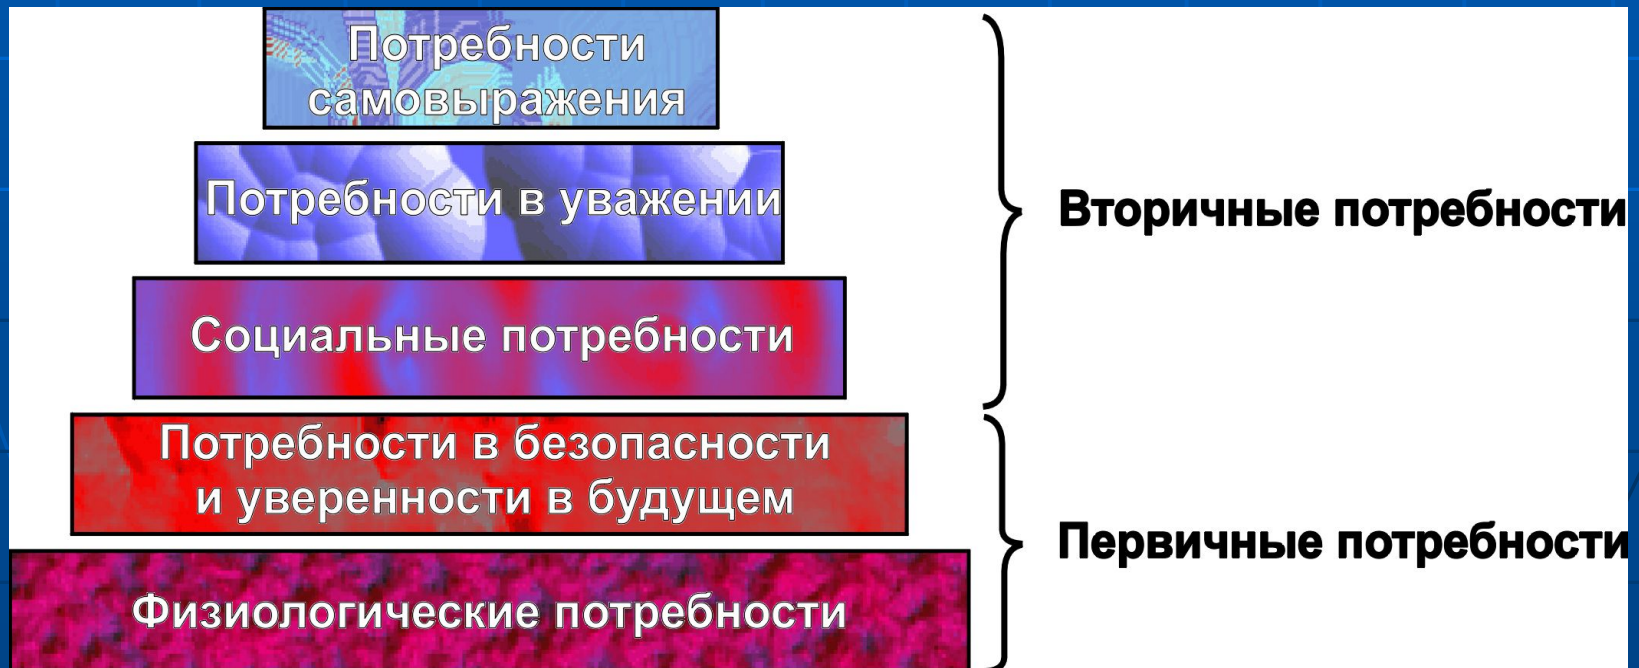 Потребности
самовыражения
Потребности в уважении
Социальные потребности
Вторичные потребности
Потребности в безопасности
и уверенности в будущем
Физиологические потребности
Первичные потребности